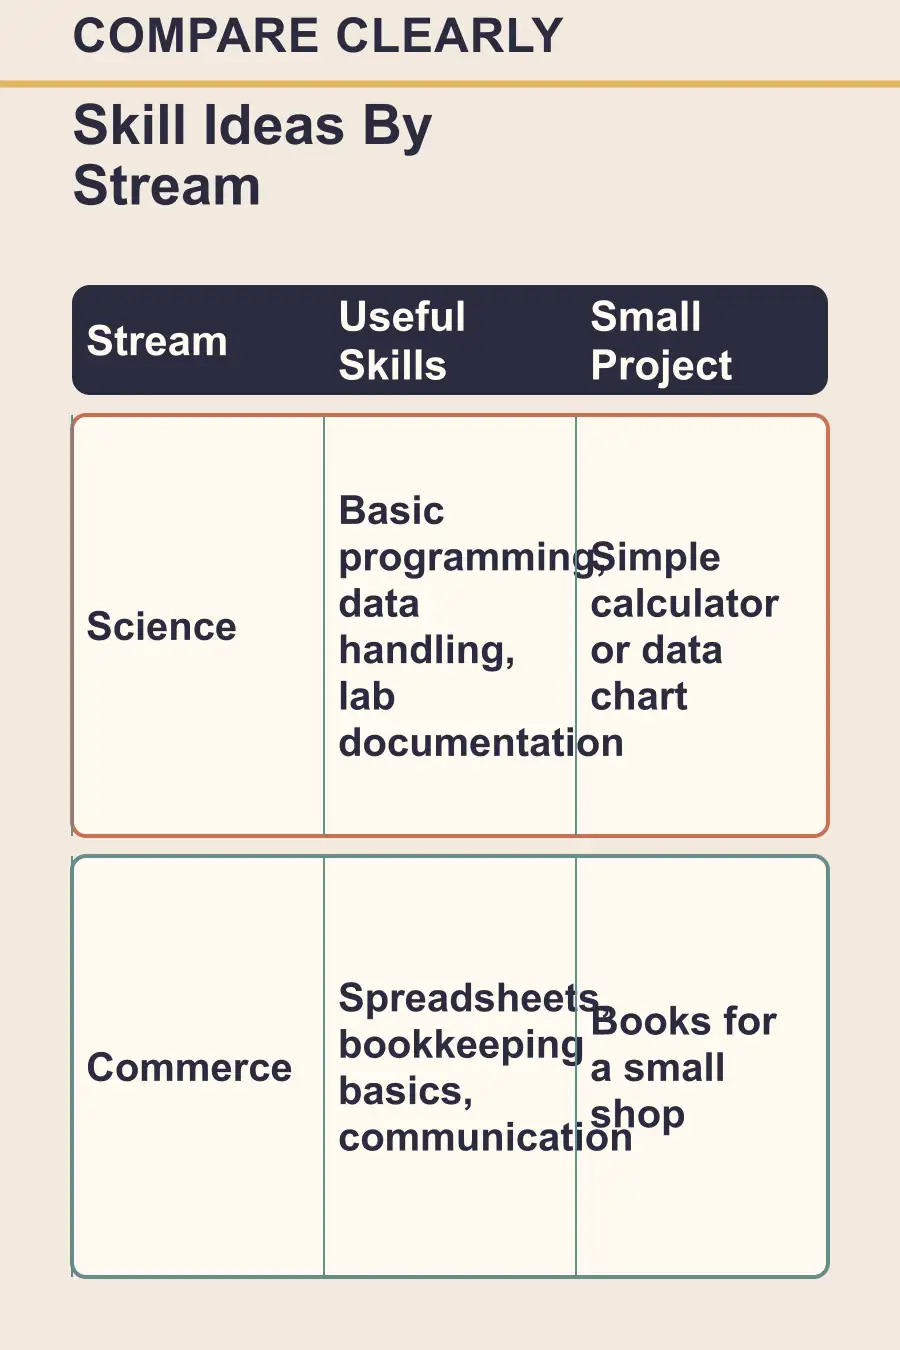 COMPARE CLEARLY
Skill Ideas By
Stream
Stream
Useful
Skills
Small
Project
Science
Basic
programming,
data
handling,
lab
documentation
Simple
calculator
or data
chart
Commerce
Spreadsheets,
bookkeeping
basics,
communication
Books for
a small
shop